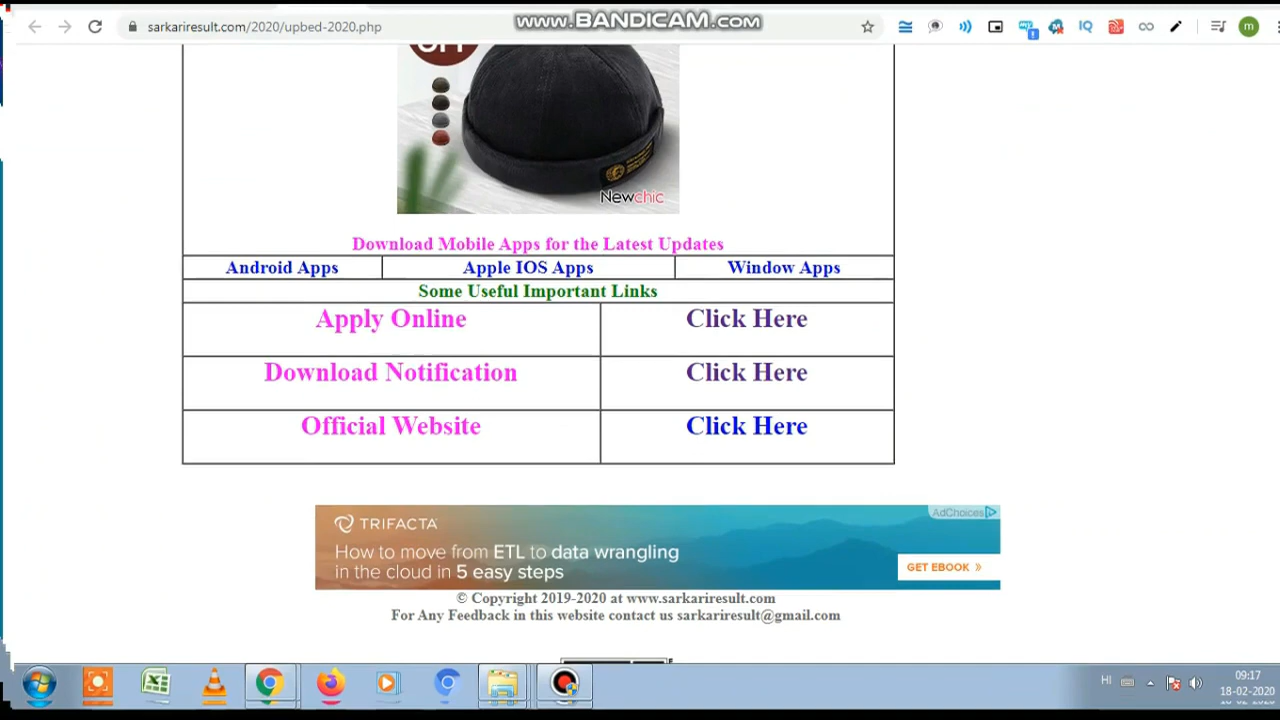 www.BANDICAM.com
sarkariresult.com/2020/upbed-2020.php
OFF
Newchic
Download Mobile Apps for the Latest Updates
Android Apps Apple IOS Apps Window Apps
Some Useful Important Links
Apply Online Click Here
Download Notification Click Here
Official Website Click Here
TRIFACTA
AdChoices
How to move from ETL to data wrangling
in the cloud in 5 easy steps
GET EBOOK »
© Copyright 2019-2020 at www.sarkariresult.com
For Any Feedback in this website contact us sarkariresult@gmail.com
HI
09:17
18-02-2020